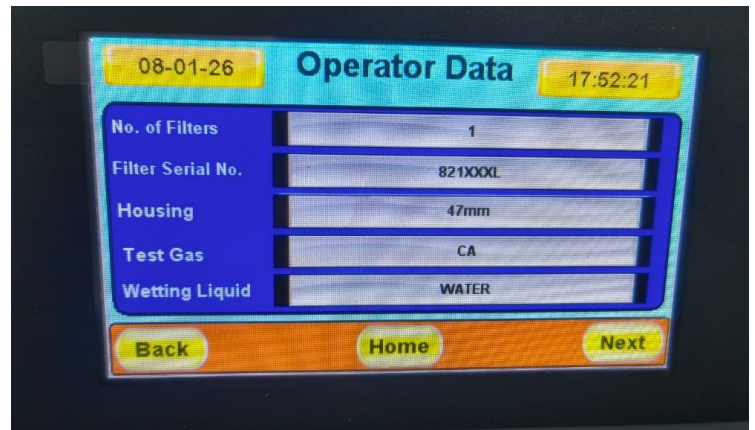 08-01-26 Operator Data 17:52:21
No. of Filters 1
Filter Serial No. 821XXXL
Housing 47mm
Test Gas CA
Wetting Liquid WATER
Back Home Next